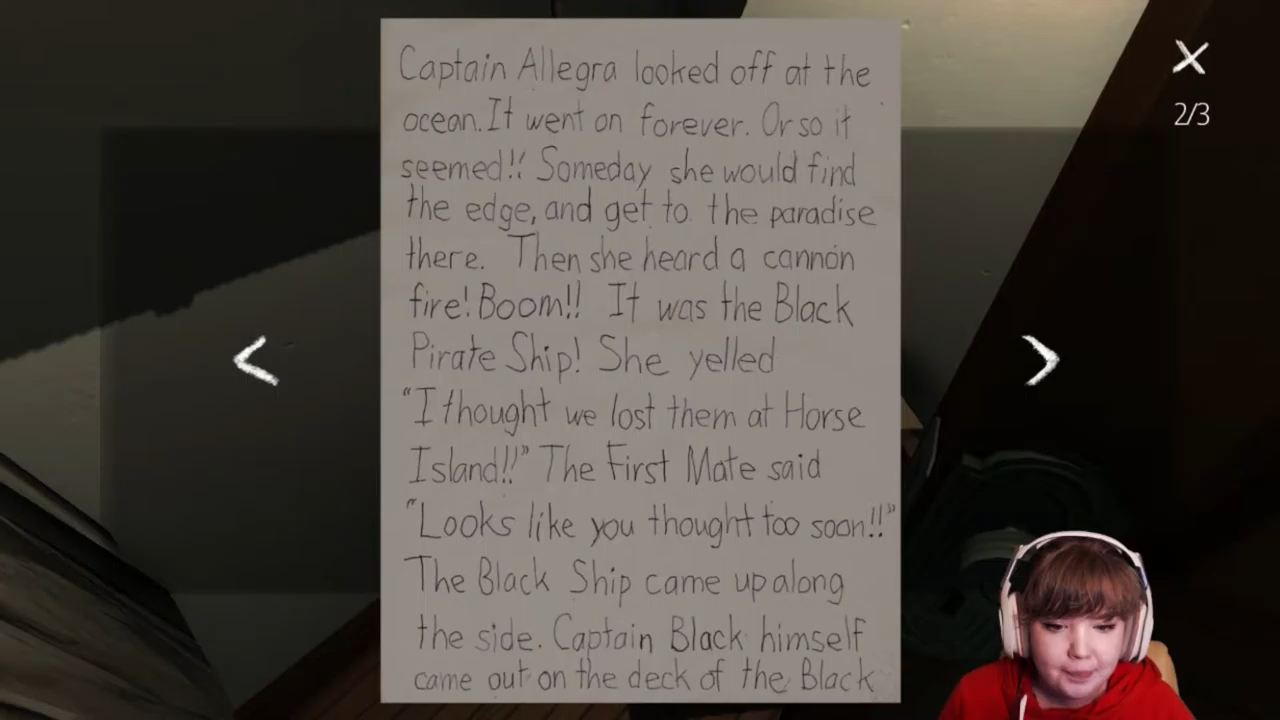 Captain Allegra looked off at the
ocean. It went on forever. Or so it
seemed!! Someday she would find
the edge, and get to the paradise
there. Then she heard a cannon
fire! Boom!! It was the Black
Pirate Ship! She yelled
"I thought we lost them at Horse
Island!!" The First Mate said
"Looks like you thought too soon!!"
The Black Ship came up along
the side. Captain Black himself
came out on the deck of the Black
2/3